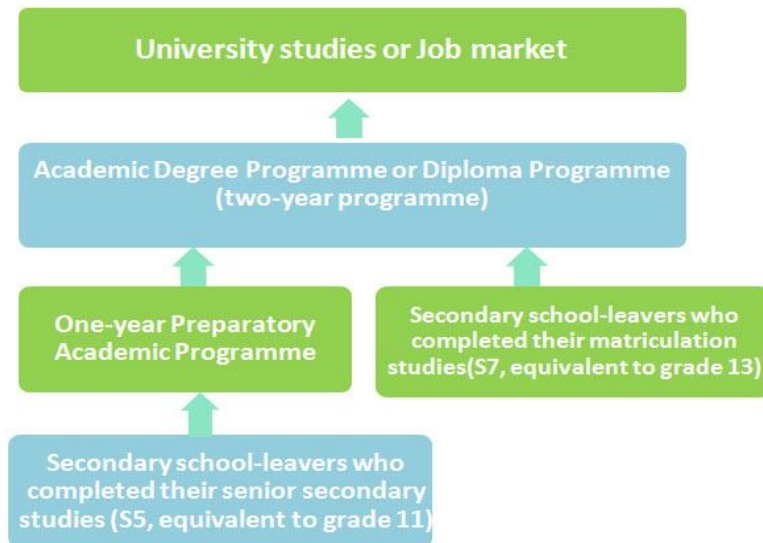 University studies or Job market
Academic Degree Programme or Diploma Programme
(two-year programme)
One-year Preparatory
Academic Programme
Secondary school-leavers who
completed their matriculation
studies(S7, equivalent to grade 13)
Secondary school-leavers who
completed their senior secondary
studies (S5, equivalent to grade 11)